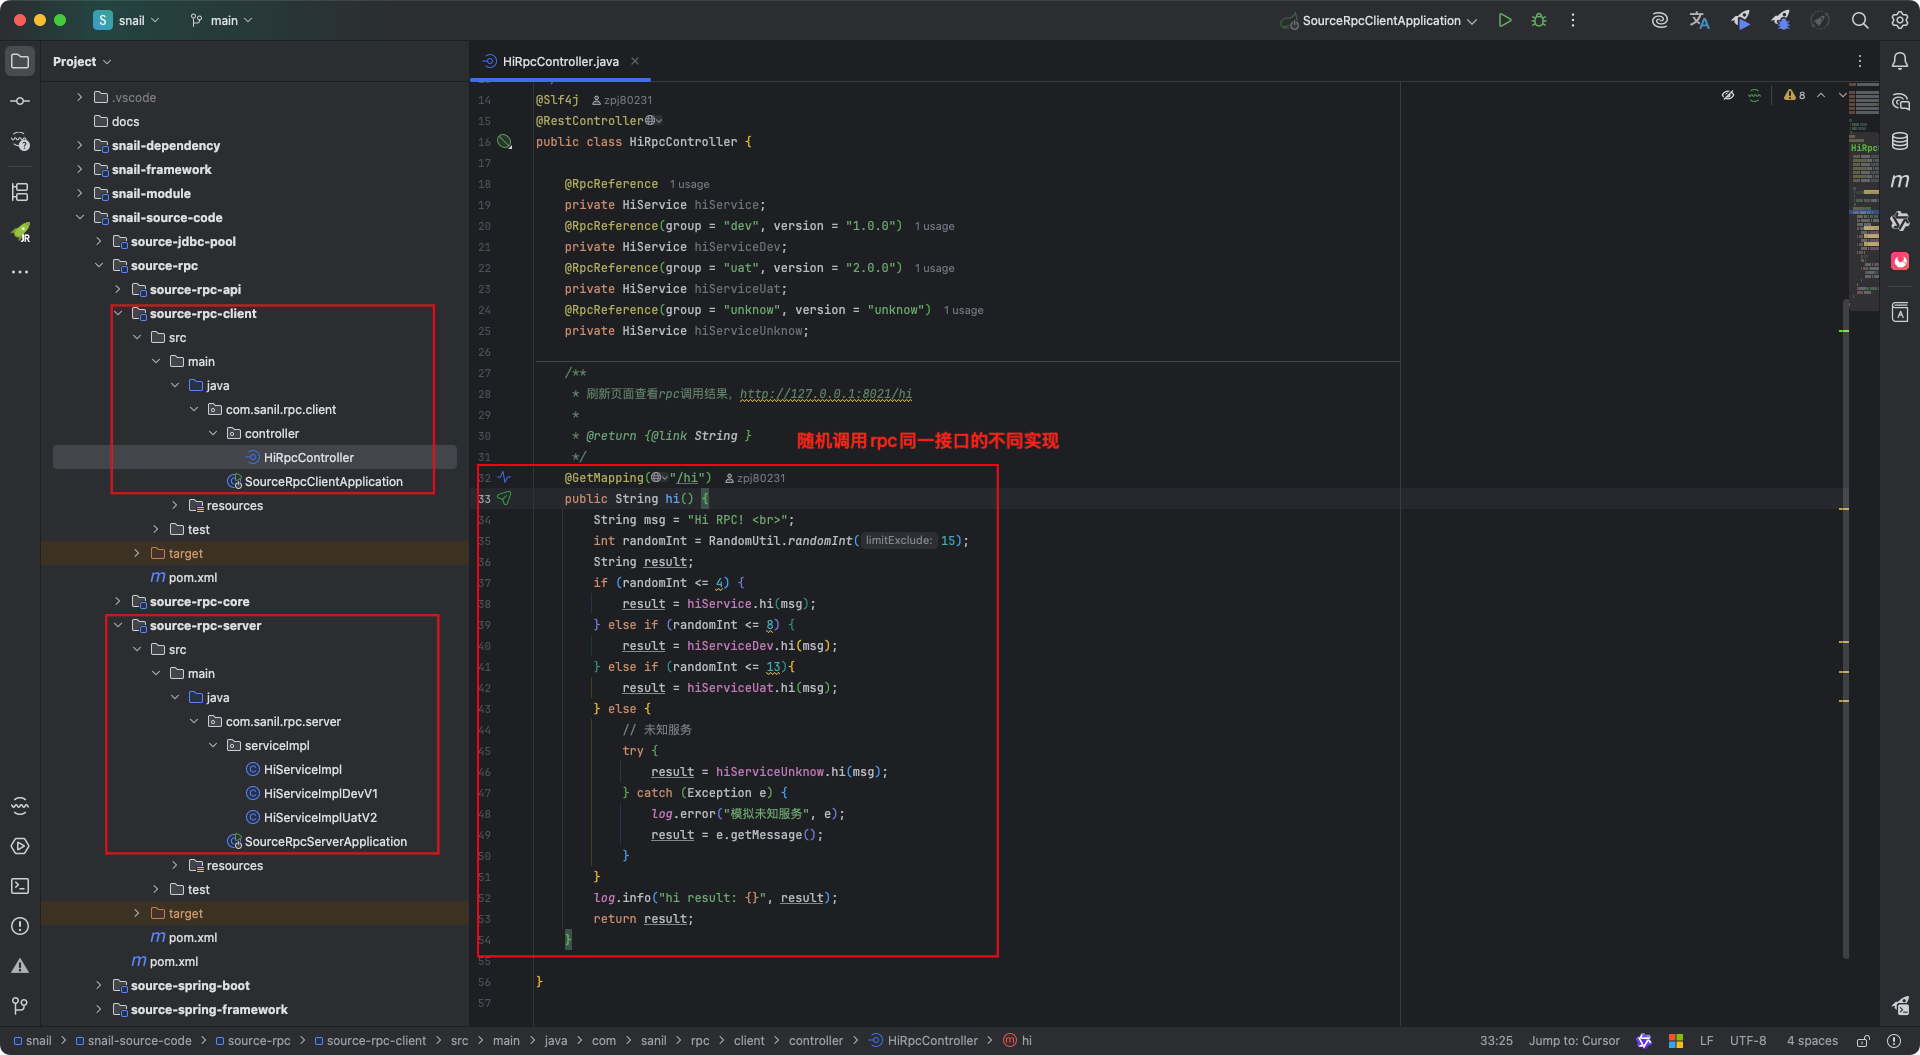 S snail
main
SourceRpcClientApplication
Project
HiRpcController.java
.vscode
docs
snail-dependency
snail-framework
snail-module
snail-source-code
source-jdbc-pool
source-rpc
source-rpc-api
source-rpc-client
src
main
java
com.sanil.rpc.client
controller
HiRpcController
SourceRpcClientApplication
resources
test
target
pom.xml
source-rpc-core
source-rpc-server
src
main
java
com.sanil.rpc.server
serviceImpl
HiServiceImpl
HiServiceImplDevV1
HiServiceImplUatV2
SourceRpcServerApplication
resources
test
target
pom.xml
pom.xml
source-spring-boot
source-spring-framework
8
14 @Slf4j zpj80231
15 @RestController
16 public class HiRpcController {
17
18 @RpcReference 1 usage
19 private HiService hiService;
20 @RpcReference(group = "dev", version = "1.0.0") 1 usage
21 private HiService hiServiceDev;
22 @RpcReference(group = "uat", version = "2.0.0") 1 usage
23 private HiService hiServiceUat;
24 @RpcReference(group = "unknow", version = "unknow") 1 usage
25 private HiService hiServiceUnknow;
26
27 /**
28 * 刷新页面查看rpc调用结果，http://127.0.0.1:8021/hi
29 *
30 * @return {@link String }
随机调用rpc同一接口的不同实现
31 */
32 @GetMapping("/hi") zpj80231
33 public String hi() {
34 String msg = "Hi RPC! <br>";
35 int randomInt = RandomUtil.randomInt( limitExclude: 15);
36 String result;
37 if (randomInt <= 4) {
38 result = hiService.hi(msg);
39 } else if (randomInt <= 8) {
40 result = hiServiceDev.hi(msg);
41 } else if (randomInt <= 13){
42 result = hiServiceUat.hi(msg);
43 } else {
44 // 未知服务
45 try {
46 result = hiServiceUnknow.hi(msg);
47 } catch (Exception e) {
48 log.error("模拟未知服务", e);
49 result = e.getMessage();
50 }
51 }
52 log.info("hi result: {}", result);
53 return result;
54 }
55
56 }
57
snail > snail-source-code > source-rpc > source-rpc-client > src > main > java > com > sanil > rpc > client > controller > HiRpcController > hi
33:25 Jump to: Cursor LF UTF-8 4 spaces